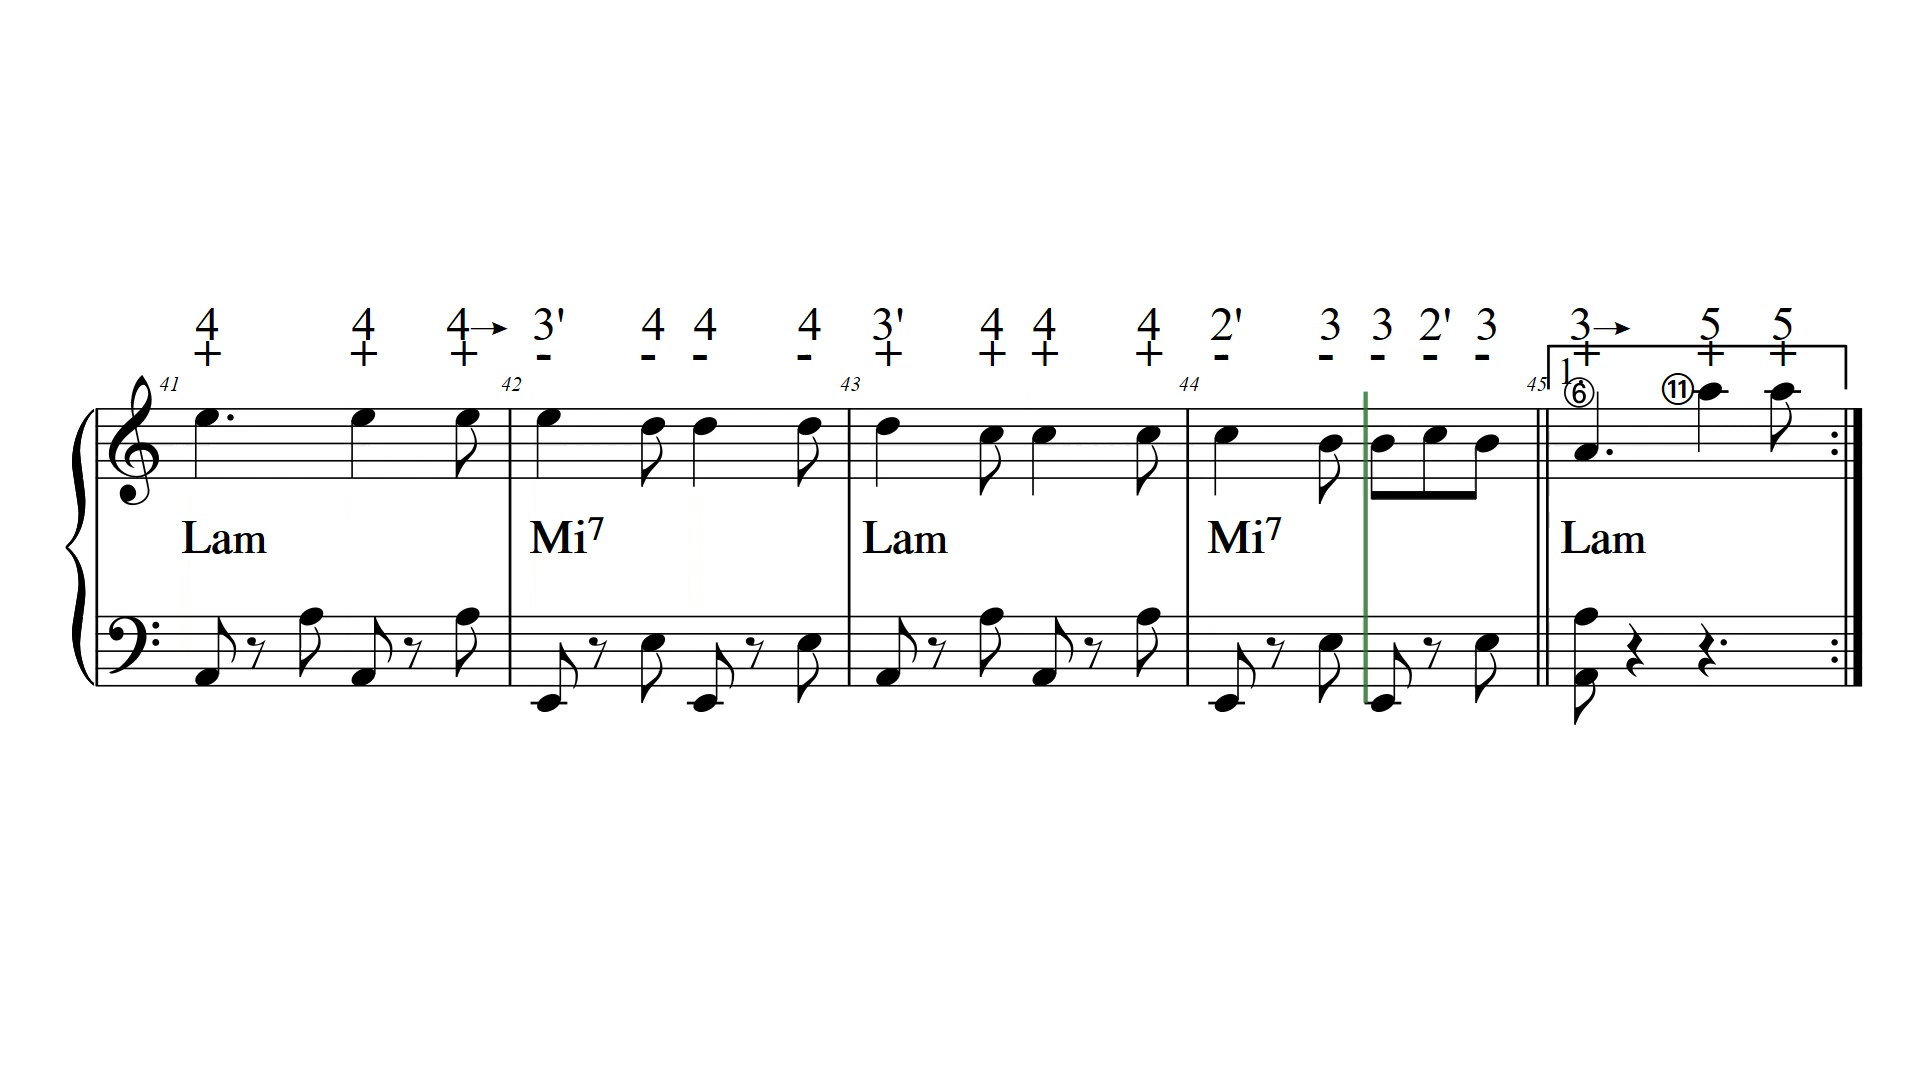 4 4 4→ 3' 4 4 4 3' 4 4 4 2' 3 3 2' 3 3→ 5 5
+ + + - - - - + + + + - - - - - + + +
41 42 43 44 45 1.
⑥ ⑪
Lam Mi⁷ Lam Mi⁷ Lam